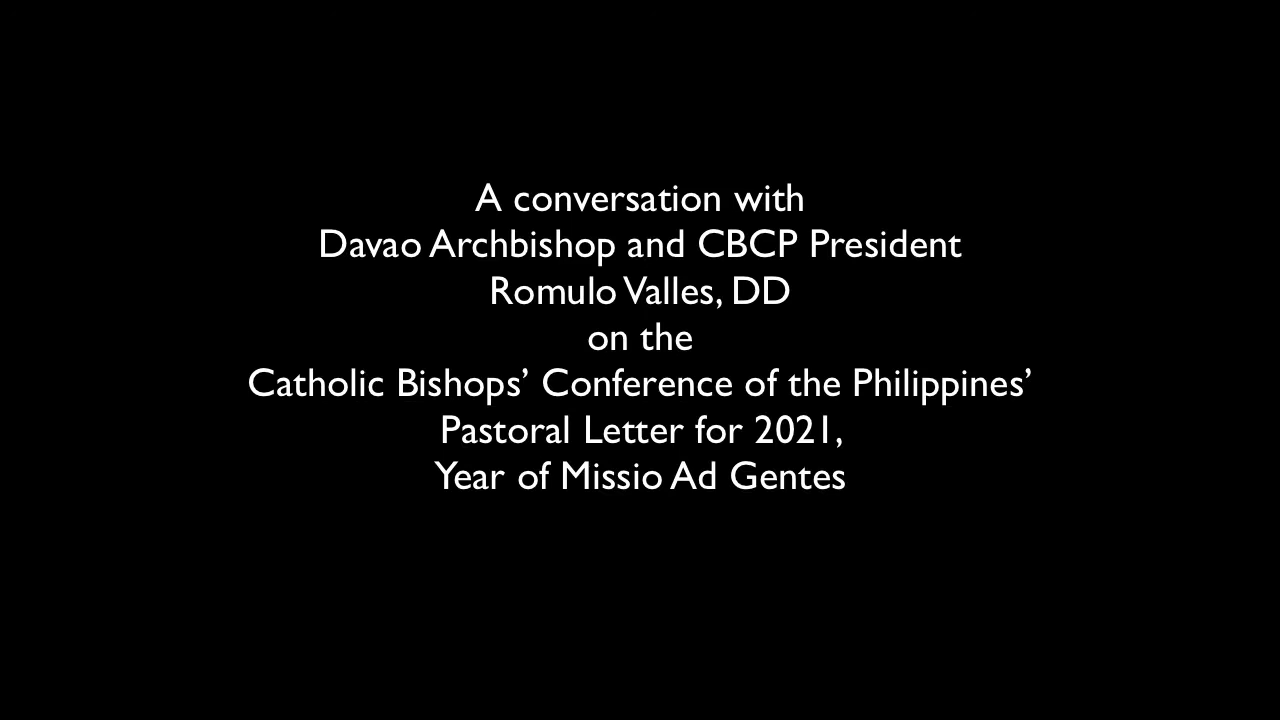 A conversation with
Davao Archbishop and CBCP President
Romulo Valles, DD
on the
Catholic Bishops’ Conference of the Philippines’
Pastoral Letter for 2021,
Year of Missio Ad Gentes